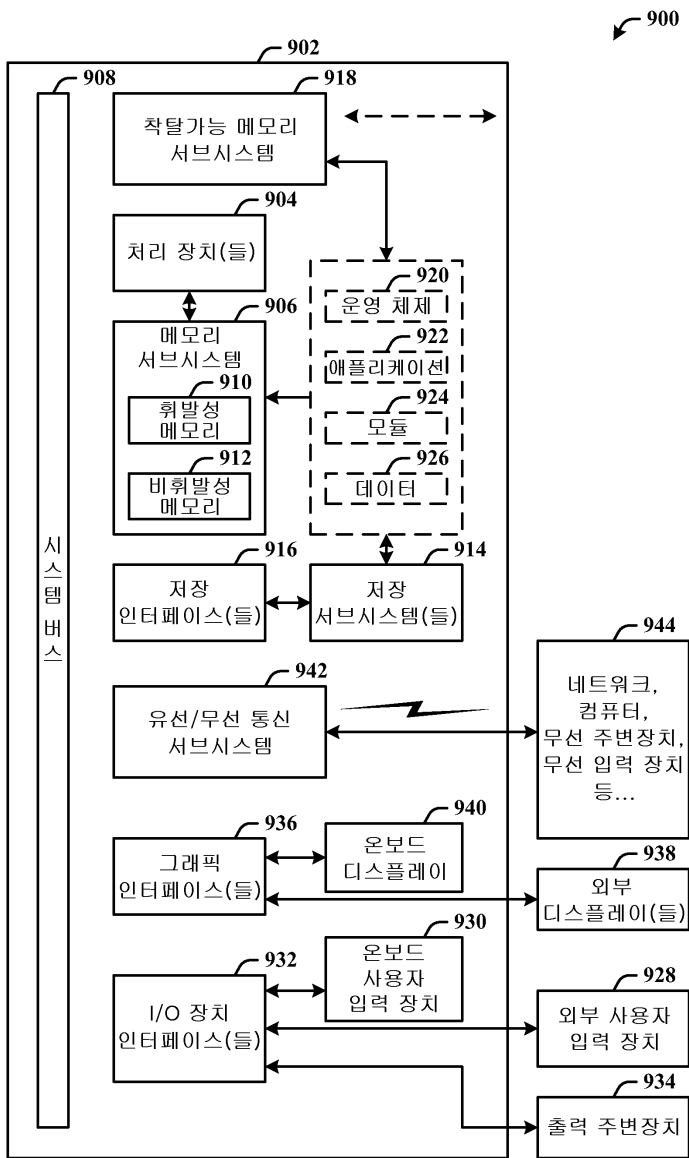 900
902
908
918
착탈가능 메모리
서브시스템
904
처리 장치(들)
906
메모리
서브시스템
910
휘발성
메모리
912
비휘발성
메모리
920
운영 체제
922
애플리케이션
924
모듈
926
데이터
916
저장
인터페이스(들)
914
저장
서브시스템(들)
시스템 버스
942
유선/무선 통신
서브시스템
944
네트워크,
컴퓨터,
무선 주변장치,
무선 입력 장치
등...
936
그래픽
인터페이스(들)
940
온보드
디스플레이
938
외부
디스플레이(들)
932
I/O 장치
인터페이스(들)
930
온보드
사용자
입력 장치
928
외부 사용자
입력 장치
934
출력 주변장치